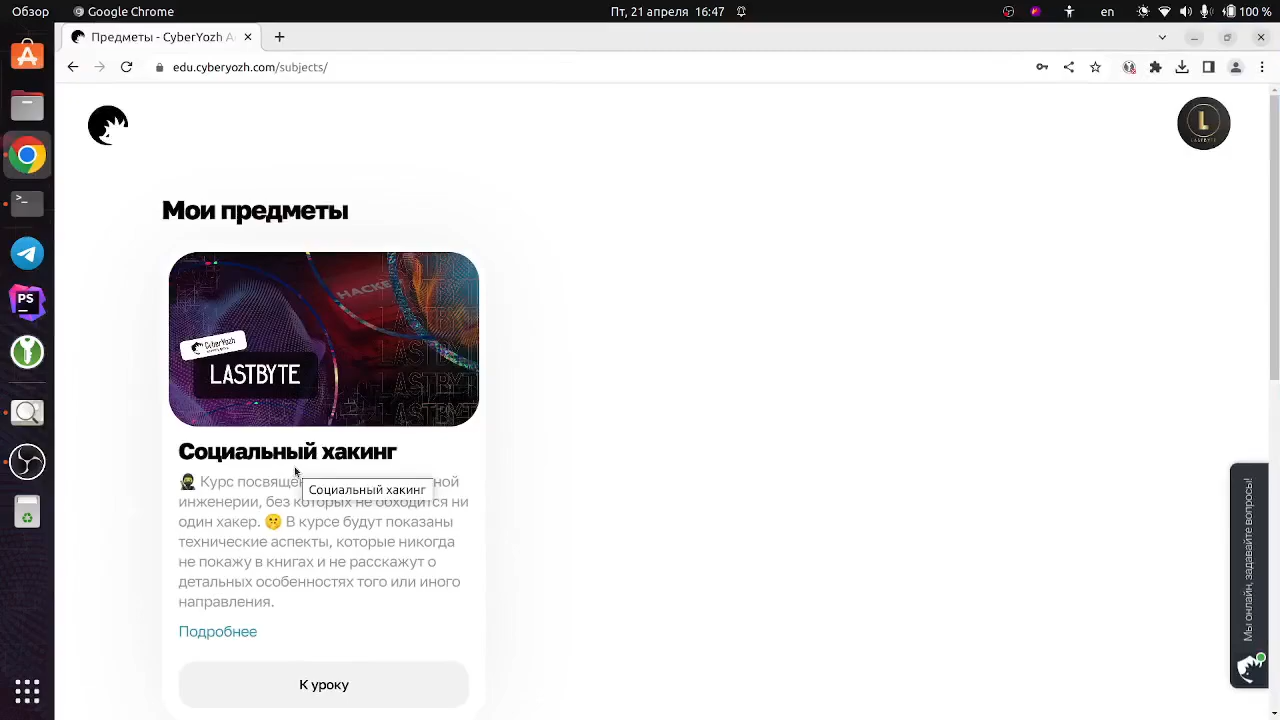 Обзор
Google Chrome
Пт, 21 апреля 16:47
en
100 %
Предметы - CyberYozh A
edu.cyberyozh.com/subjects/
L
LASTBYTE
Мои предметы
HACKE
CyberYozh
LASTBYTE
Социальный хакинг
Курс посвящен
ной
Социальный хакинг
инженерии, без которых не обходится ни
один хакер. 🤫 В курсе будут показаны
технические аспекты, которые никогда
не покажу в книгах и не расскажут о
детальных особенностях того или иного
направления.
Подробнее
К уроку
Мы онлайн, задавайте вопросы!
PS